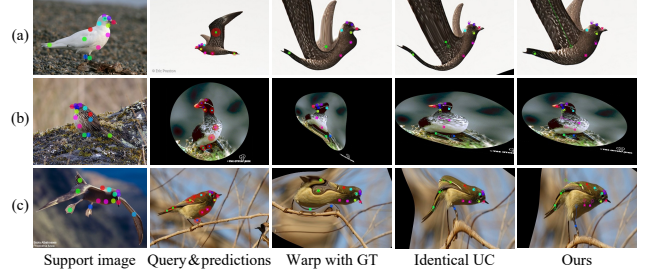 (a)
(b)
(c)
Support image Query&predictions Warp with GT Identical UC Ours